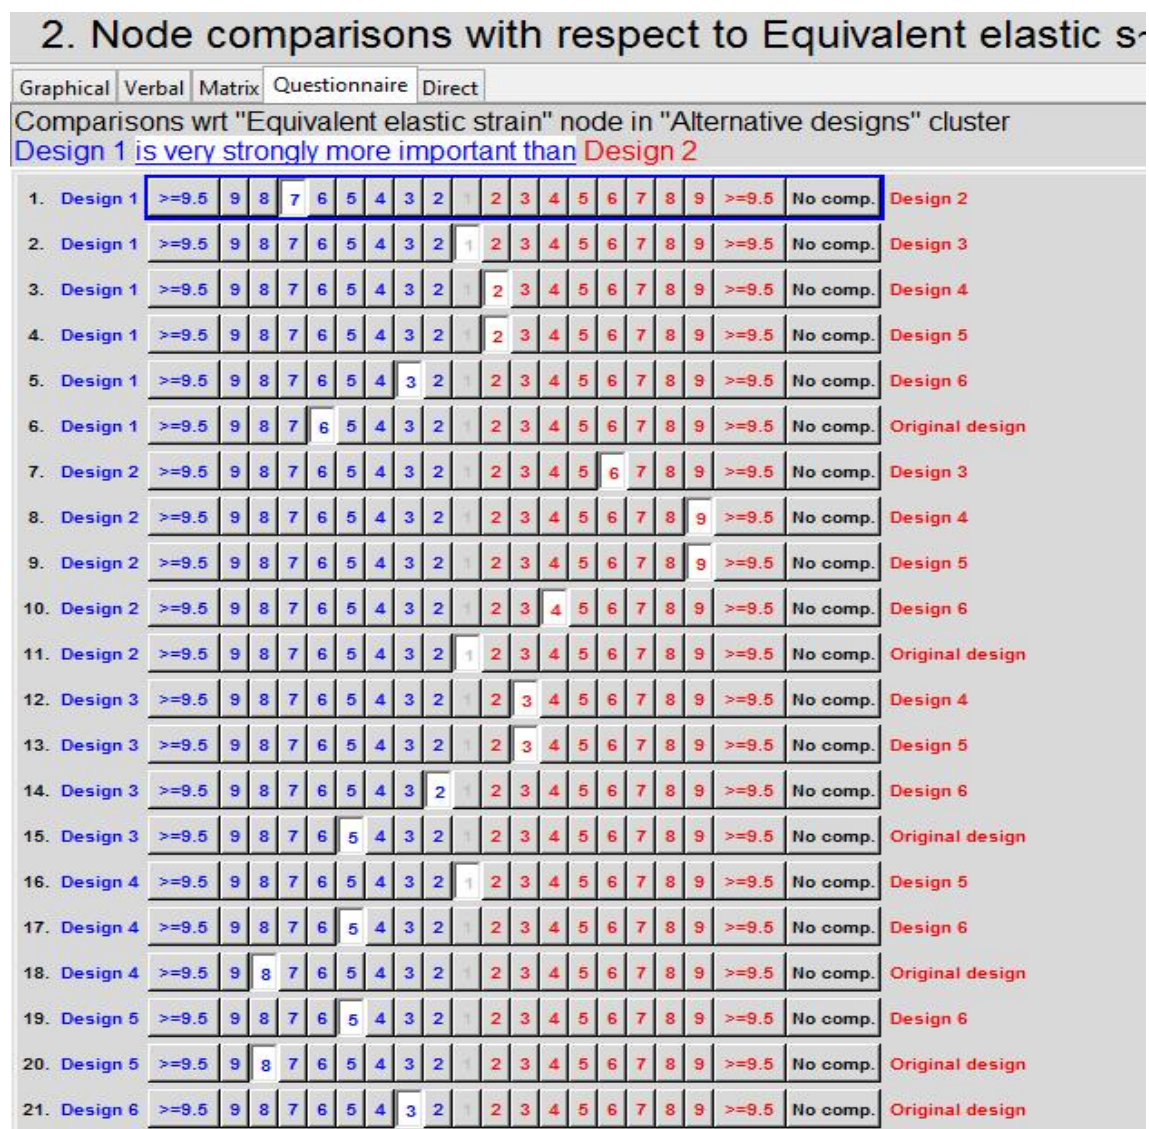 2. Node comparisons with respect to Equivalent elastic s~
Graphical Verbal Matrix Questionnaire Direct
Comparisons wrt "Equivalent elastic strain" node in "Alternative designs" cluster
Design 1 is very strongly more important than Design 2
1. Design 1 >=9.5 9 8 7 6 5 4 3 2 1 2 3 4 5 6 7 8 9 >=9.5 No comp. Design 2
2. Design 1 >=9.5 9 8 7 6 5 4 3 2 1 2 3 4 5 6 7 8 9 >=9.5 No comp. Design 3
3. Design 1 >=9.5 9 8 7 6 5 4 3 2 1 2 3 4 5 6 7 8 9 >=9.5 No comp. Design 4
4. Design 1 >=9.5 9 8 7 6 5 4 3 2 1 2 3 4 5 6 7 8 9 >=9.5 No comp. Design 5
5. Design 1 >=9.5 9 8 7 6 5 4 3 2 1 2 3 4 5 6 7 8 9 >=9.5 No comp. Design 6
6. Design 1 >=9.5 9 8 7 6 5 4 3 2 1 2 3 4 5 6 7 8 9 >=9.5 No comp. Original design
7. Design 2 >=9.5 9 8 7 6 5 4 3 2 1 2 3 4 5 6 7 8 9 >=9.5 No comp. Design 3
8. Design 2 >=9.5 9 8 7 6 5 4 3 2 1 2 3 4 5 6 7 8 9 >=9.5 No comp. Design 4
9. Design 2 >=9.5 9 8 7 6 5 4 3 2 1 2 3 4 5 6 7 8 9 >=9.5 No comp. Design 5
10. Design 2 >=9.5 9 8 7 6 5 4 3 2 1 2 3 4 5 6 7 8 9 >=9.5 No comp. Design 6
11. Design 2 >=9.5 9 8 7 6 5 4 3 2 1 2 3 4 5 6 7 8 9 >=9.5 No comp. Original design
12. Design 3 >=9.5 9 8 7 6 5 4 3 2 1 2 3 4 5 6 7 8 9 >=9.5 No comp. Design 4
13. Design 3 >=9.5 9 8 7 6 5 4 3 2 1 2 3 4 5 6 7 8 9 >=9.5 No comp. Design 5
14. Design 3 >=9.5 9 8 7 6 5 4 3 2 1 2 3 4 5 6 7 8 9 >=9.5 No comp. Design 6
15. Design 3 >=9.5 9 8 7 6 5 4 3 2 1 2 3 4 5 6 7 8 9 >=9.5 No comp. Original design
16. Design 4 >=9.5 9 8 7 6 5 4 3 2 1 2 3 4 5 6 7 8 9 >=9.5 No comp. Design 5
17. Design 4 >=9.5 9 8 7 6 5 4 3 2 1 2 3 4 5 6 7 8 9 >=9.5 No comp. Design 6
18. Design 4 >=9.5 9 8 7 6 5 4 3 2 1 2 3 4 5 6 7 8 9 >=9.5 No comp. Original design
19. Design 5 >=9.5 9 8 7 6 5 4 3 2 1 2 3 4 5 6 7 8 9 >=9.5 No comp. Design 6
20. Design 5 >=9.5 9 8 7 6 5 4 3 2 1 2 3 4 5 6 7 8 9 >=9.5 No comp. Original design
21. Design 6 >=9.5 9 8 7 6 5 4 3 2 1 2 3 4 5 6 7 8 9 >=9.5 No comp. Original design